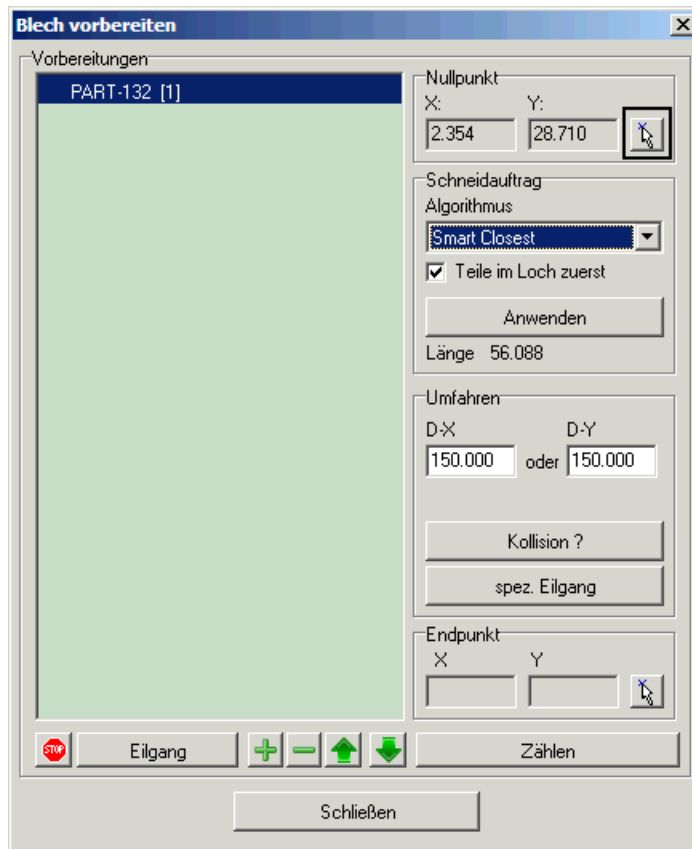 Blech vorbereiten
Vorbereitungen
PART-132 [1]
Nullpunkt
X: Y:
2.354 28.710
Schneidauftrag
Algorithmus
Smart Closest
Teile im Loch zuerst
Anwenden
Länge 56.088
Umfahren
D-X D-Y
150.000 oder 150.000
Kollision ?
spez. Eilgang
Endpunkt
X Y
STOP Eilgang Zählen
Schließen